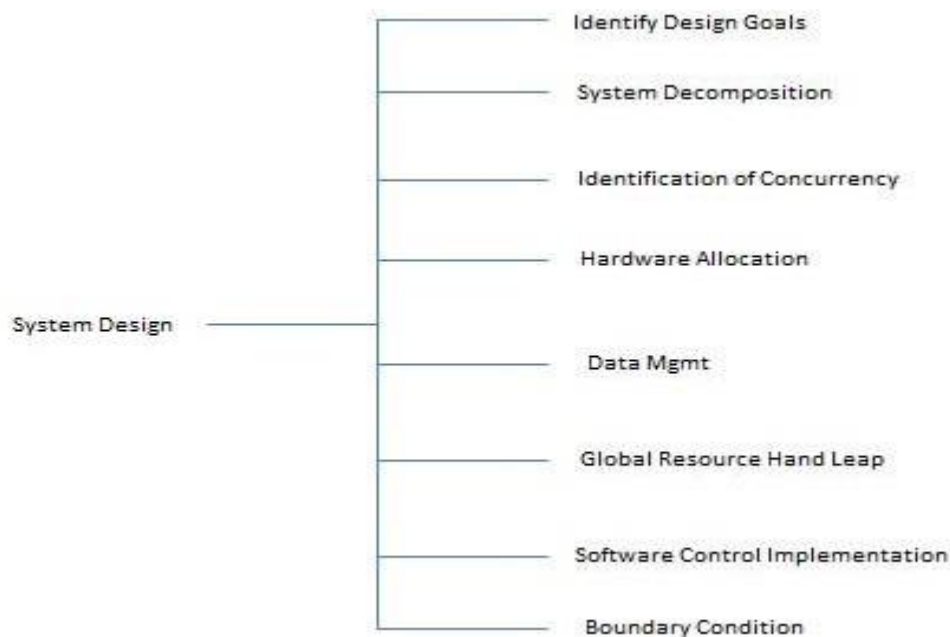 Identify Design Goals
System Decomposition
Identification of Concurrency
Hardware Allocation
System Design
Data Mgmt
Global Resource Hand Leap
Software Control Implementation
Boundary Condition